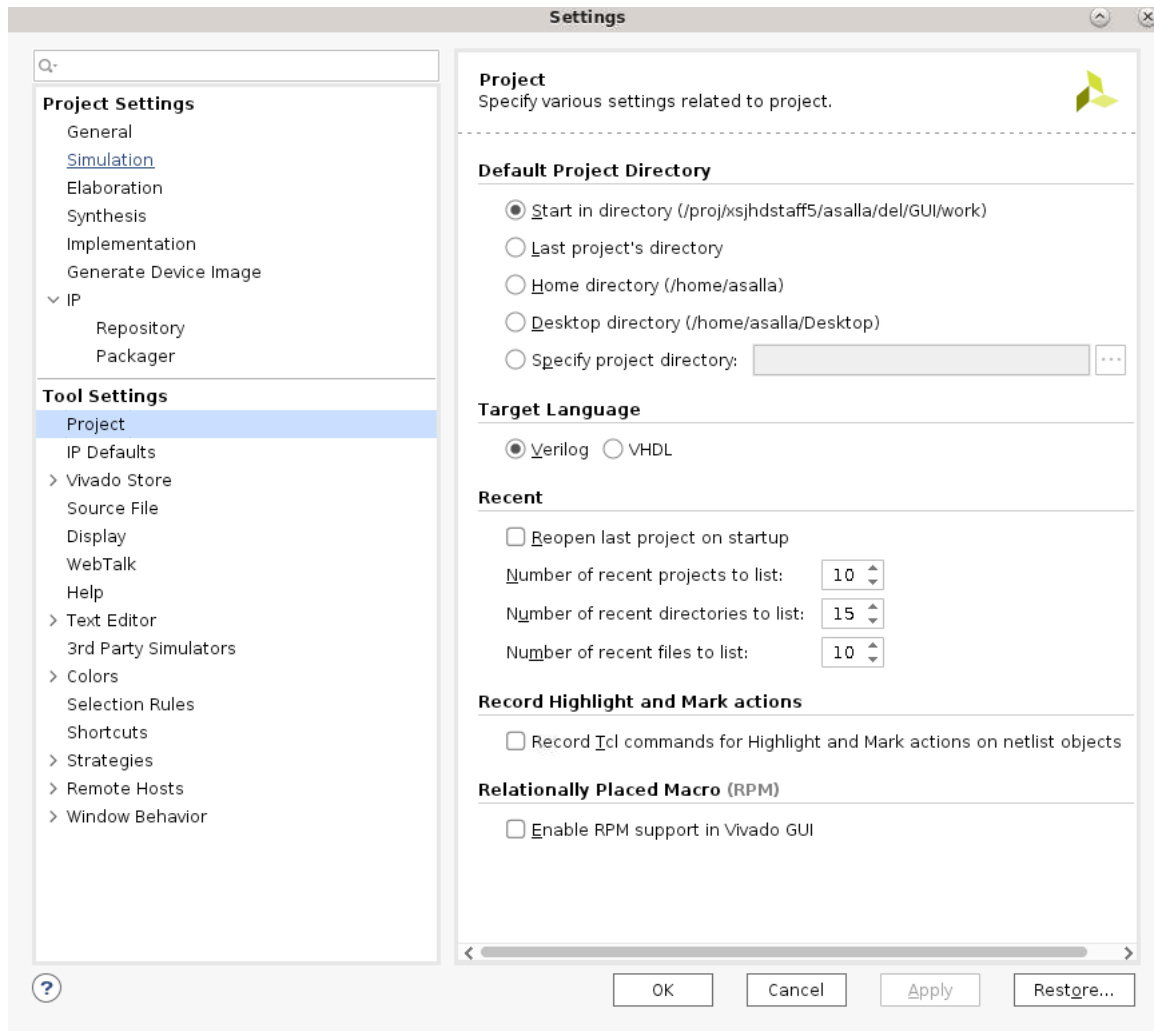 Settings
Project Settings
General
Simulation
Elaboration
Synthesis
Implementation
Generate Device Image
IP
Repository
Packager
Tool Settings
Project
IP Defaults
Vivado Store
Source File
Display
WebTalk
Help
Text Editor
3rd Party Simulators
Colors
Selection Rules
Shortcuts
Strategies
Remote Hosts
Window Behavior
Project
Specify various settings related to project.
Default Project Directory
Start in directory (/proj/xsjhdstaff5/asalla/del/GUI/work)
Last project's directory
Home directory (/home/asalla)
Desktop directory (/home/asalla/Desktop)
Specify project directory:
...
Target Language
Verilog VHDL
Recent
Reopen last project on startup
Number of recent projects to list: 10
Number of recent directories to list: 15
Number of recent files to list: 10
Record Highlight and Mark actions
Record Tcl commands for Highlight and Mark actions on netlist objects
Relationally Placed Macro (RPM)
Enable RPM support in Vivado GUI
? OK Cancel Apply Restore...